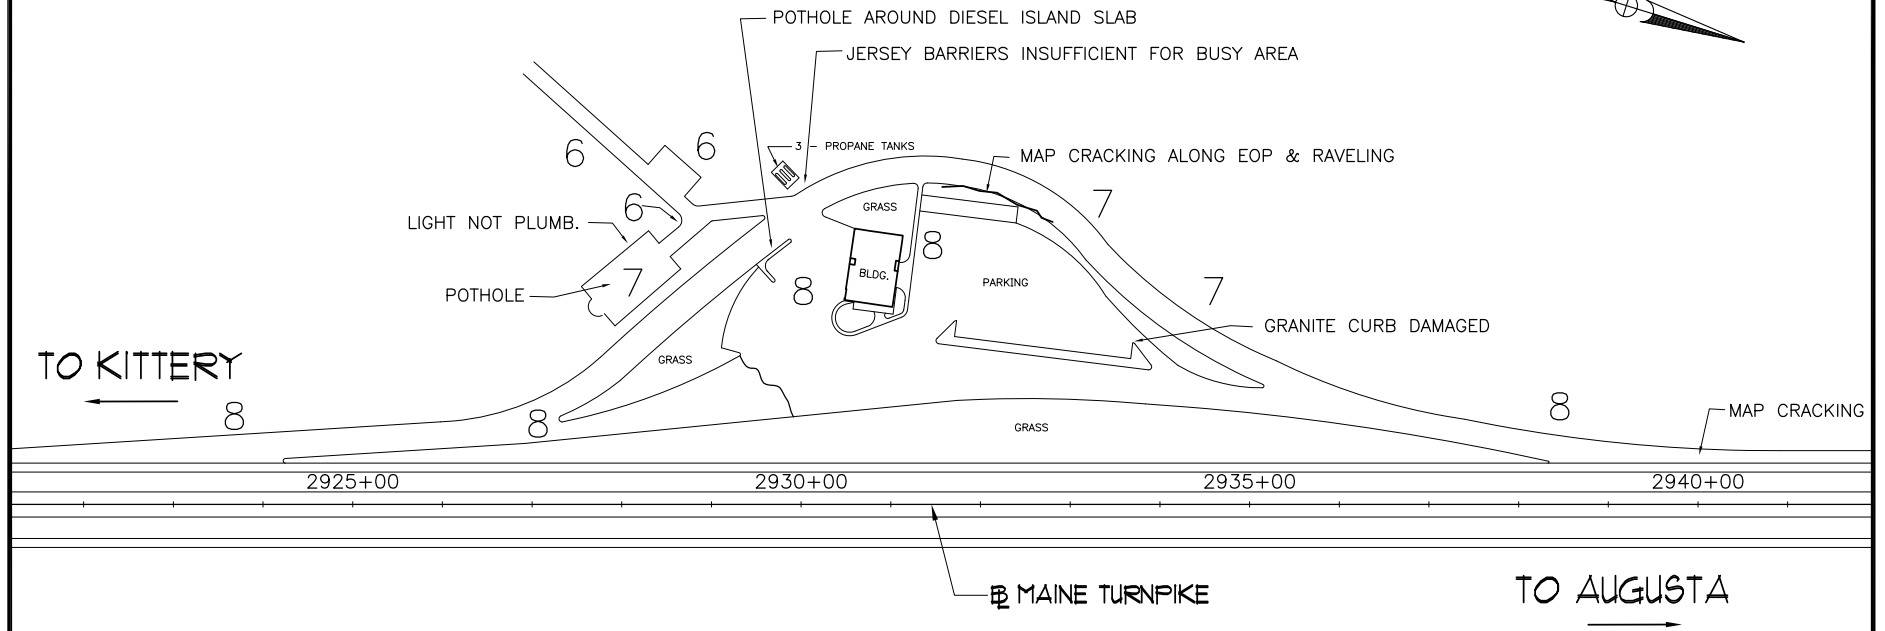 POTHOLE AROUND DIESEL ISLAND SLAB
JERSEY BARRIERS INSUFFICIENT FOR BUSY AREA
6
6
3 - PROPANE TANKS
MAP CRACKING ALONG EOP & RAVELING
7
6
GRASS
LIGHT NOT PLUMB.
8
7
BLDG.
PARKING
8
7
POTHOLE
GRANITE CURB DAMAGED
TO KITTERY
GRASS
8
8
8
MAP CRACKING
GRASS
2925+00
2930+00
2935+00
2940+00
BL MAINE TURNPIKE
TO AUGUSTA